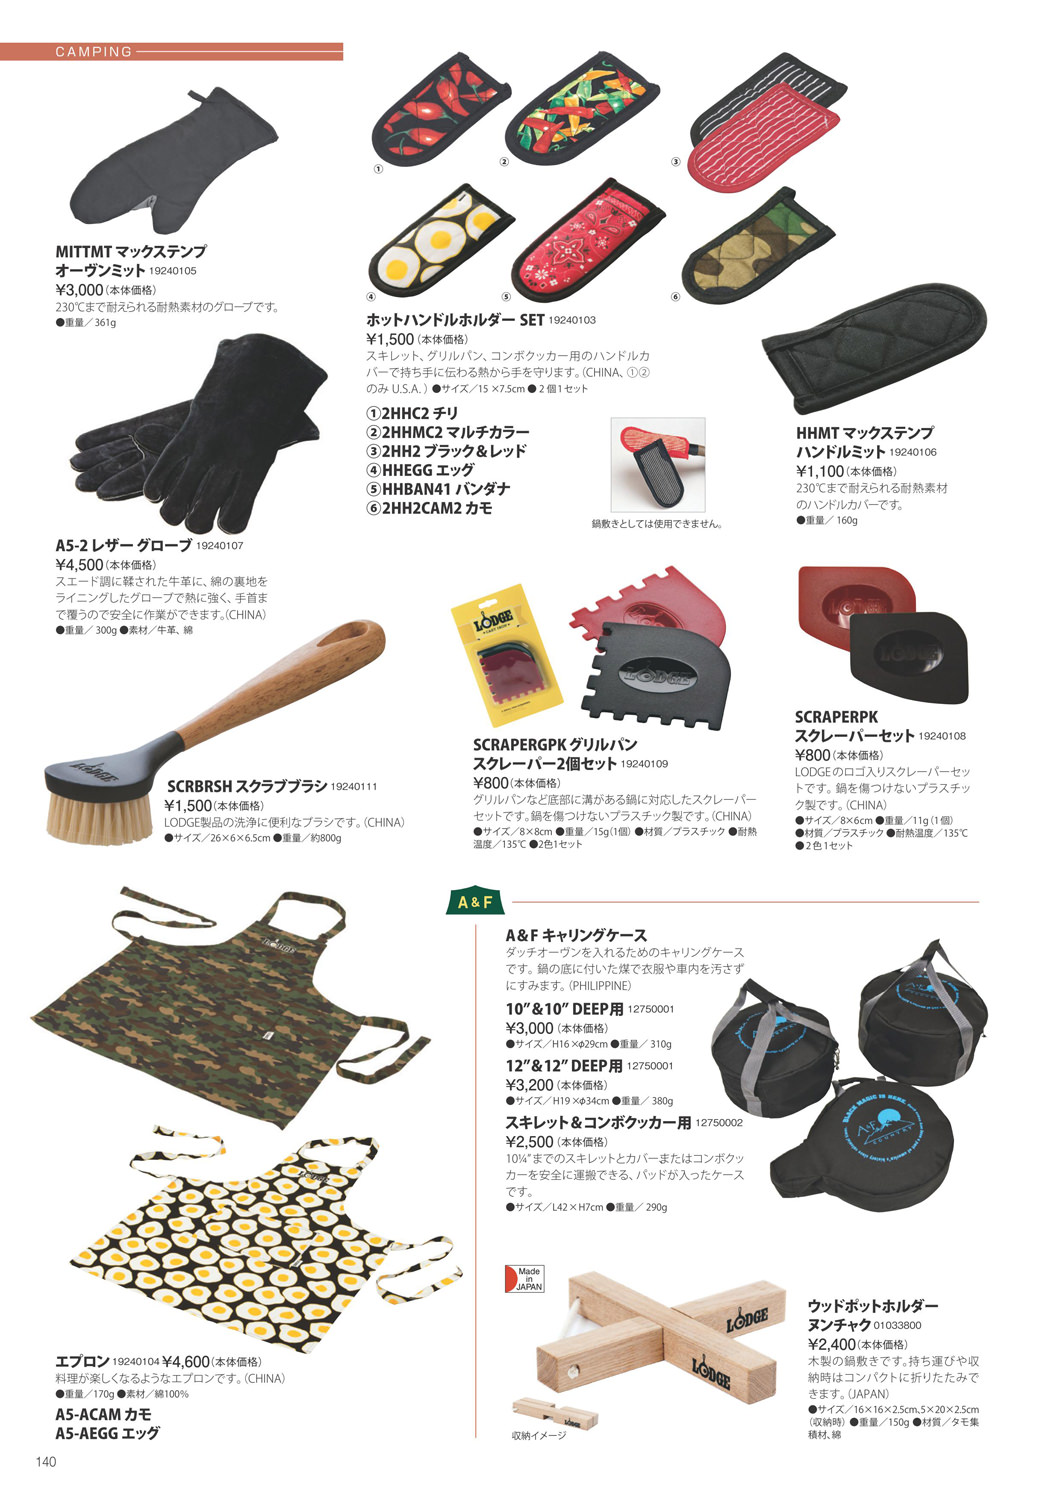 CAMPING
①
②
③
④
⑤
⑥
MITTMT マックステンプ
オーヴンミット 19240105
¥3,000(本体価格)
230℃まで耐えられる耐熱素材のグローブです。
●重量／361g
ホットハンドルホルダー SET 19240103
¥1,500(本体価格)
スキレット、グリルパン、コンボクッカー用のハンドルカ
バーで持ち手に伝わる熱から手を守ります。(CHINA、①②
のみ U.S.A.) ●サイズ／15 ×7.5cm ● 2 個1セット
①2HHC2 チリ
②2HHMC2 マルチカラー
③2HH2 ブラック＆レッド
④HHEGG エッグ
⑤HHBAN41 バンダナ
⑥2HH2CAM2 カモ
鍋敷きとしては使用できません。
HHMT マックステンプ
ハンドルミット 19240106
¥1,100(本体価格)
230℃まで耐えられる耐熱素材
のハンドルカバーです。
●重量／ 160g
A5-2 レザー グローブ 19240107
¥4,500(本体価格)
スエード調に鞣された牛革に、綿の裏地を
ライニングしたグローブで熱に強く、手首ま
で覆うので安全に作業ができます。(CHINA)
●重量／ 300g ●素材／牛革、綿
LODGE
SCRBRSH スクラブブラシ 19240111
¥1,500(本体価格)
LODGE製品の洗浄に便利なブラシです。(CHINA)
●サイズ／26×6×6.5cm ●重量／約800g
LODGE
CAST IRON
LODGE
SCRAPERGPK グリルパン
スクレーパー2個セット 19240109
¥800(本体価格)
グリルパンなど底部に溝がある鍋に対応したスクレーパー
セットです。鍋を傷つけないプラスチック製です。(CHINA)
●サイズ／8×8cm ●重量／15g(1個) ●材質／プラスチック ●耐熱
温度／135℃ ●2色1セット
LODGE
LODGE
SCRAPERPK
スクレーパーセット 19240108
¥800(本体価格)
LODGEのロゴ入りスクレーパーセッ
トです。鍋を傷つけないプラスチッ
ク製です。(CHINA)
●サイズ／8×6cm ●重量／11g(1個)
●材質／プラスチック ●耐熱温度／135℃
● 2 色1セット
LODGE
LODGE
エプロン 19240104 ¥4,600(本体価格)
料理が楽しくなるようなエプロンです。(CHINA)
●重量／170g ●素材／綿100%
A5-ACAM カモ
A5-AEGG エッグ
A&F
A&F キャリングケース
ダッチオーヴンを入れるためのキャリングケース
です。鍋の底に付いた煤で衣服や車内を汚さず
にすみます。(PHILIPPINE)
10”&10” DEEP用 12750001
¥3,000 (本体価格)
●サイズ／H16 ×φ29cm ●重量／ 310g
12”&12” DEEP用 12750001
¥3,200 (本体価格)
●サイズ／H19 ×φ34cm ●重量／ 380g
スキレット＆コンボクッカー用 12750002
¥2,500 (本体価格)
10¼”までのスキレットとカバーまたはコンボクッ
カーを安全に運搬できる、パッドが入ったケース
です。
●サイズ／L42 × H7cm ●重量／ 290g
BLACK MAGIC IS HERE
A&F
COUNTRY
Made
in
JAPAN
LODGE
LODGE
LODGE
収納イメージ
ウッドポットホルダー
ヌンチャク 01033800
¥2,400(本体価格)
木製の鍋敷きです。持ち運びや収
納時はコンパクトに折りたたみで
きます。(JAPAN)
●サイズ／16×16×2.5cm、5×20×2.5cm
(収納時) ●重量／150g ●材質／タモ集
積材、綿
140